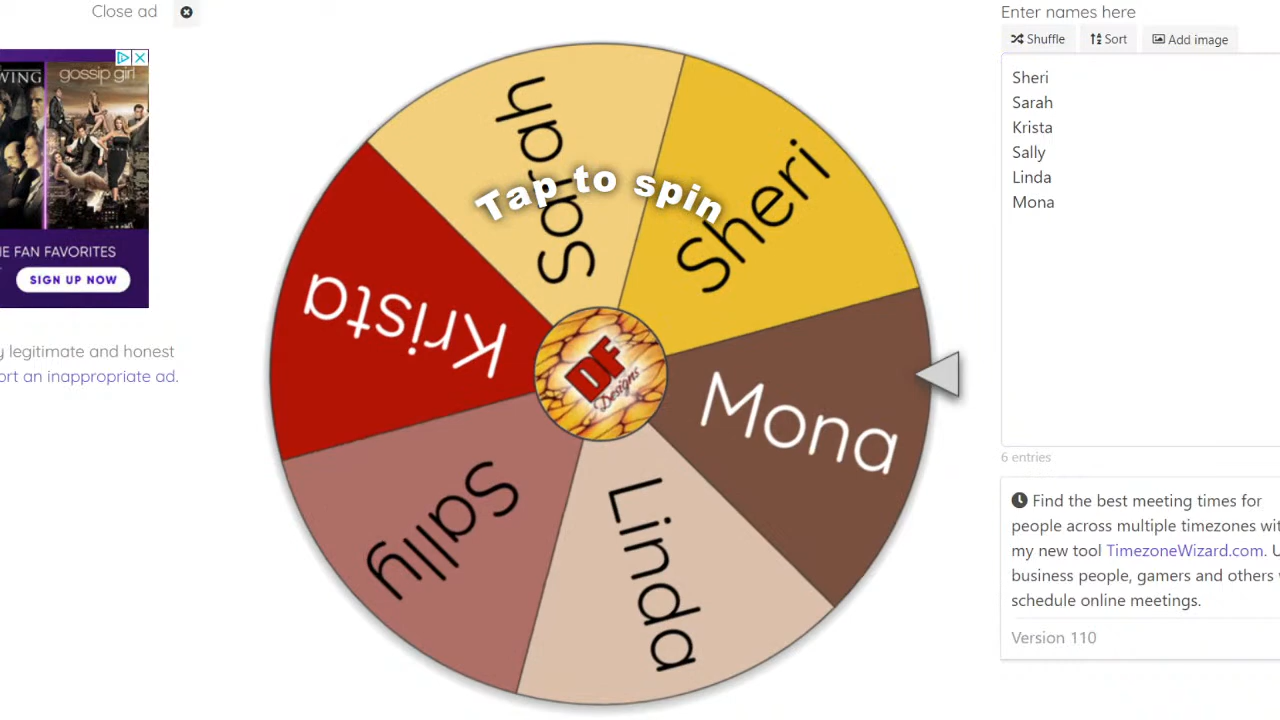 Close ad
WING
gossip girl
E FAN FAVORITES
SIGN UP NOW
y legitimate and honest
ort an inappropriate ad.
Sarah
Sheri
Krista
Mona
Sally
Linda
Tap to spin
DF
Designs
Enter names here
Shuffle
Sort
Add image
Sheri
Sarah
Krista
Sally
Linda
Mona
6 entries
Find the best meeting times for
people across multiple timezones wit
my new tool TimezoneWizard.com. U
business people, gamers and others
schedule online meetings.
Version 110